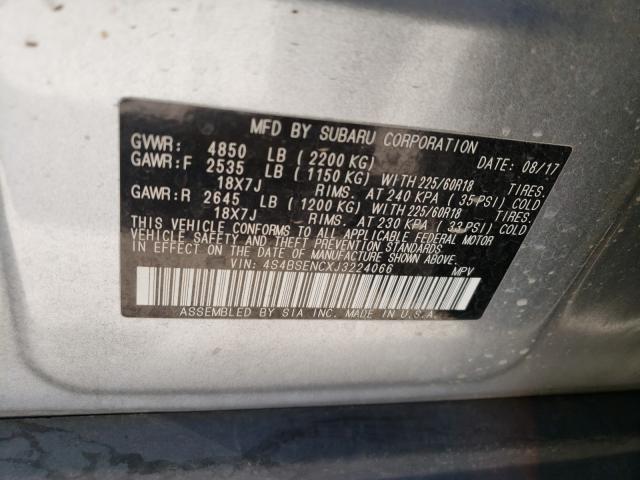 MFD BY SUBARU CORPORATION
GVWR: 4850 LB (2200 KG) DATE: 08/17
GAWR:F 2535 LB (1150 KG) WITH 225/60R18 TIRES,
18X7J RIMS, AT 240 KPA (35 PSI) COLD
GAWR:R 2645 LB (1200 KG) WITH 225/60R18 TIRES,
18X7J RIMS, AT 230 KPA (33 PSI) COLD
THIS VEHICLE CONFORMS TO ALL APPLICABLE FEDERAL MOTOR
VEHICLE SAFETY AND THEFT PREVENTION STANDARDS
IN EFFECT ON THE DATE OF MANUFACTURE SHOWN ABOVE.
VIN: 4S4BSENCXJ3224066 MPV
ASSEMBLED BY SIA INC. MADE IN U.S.A.